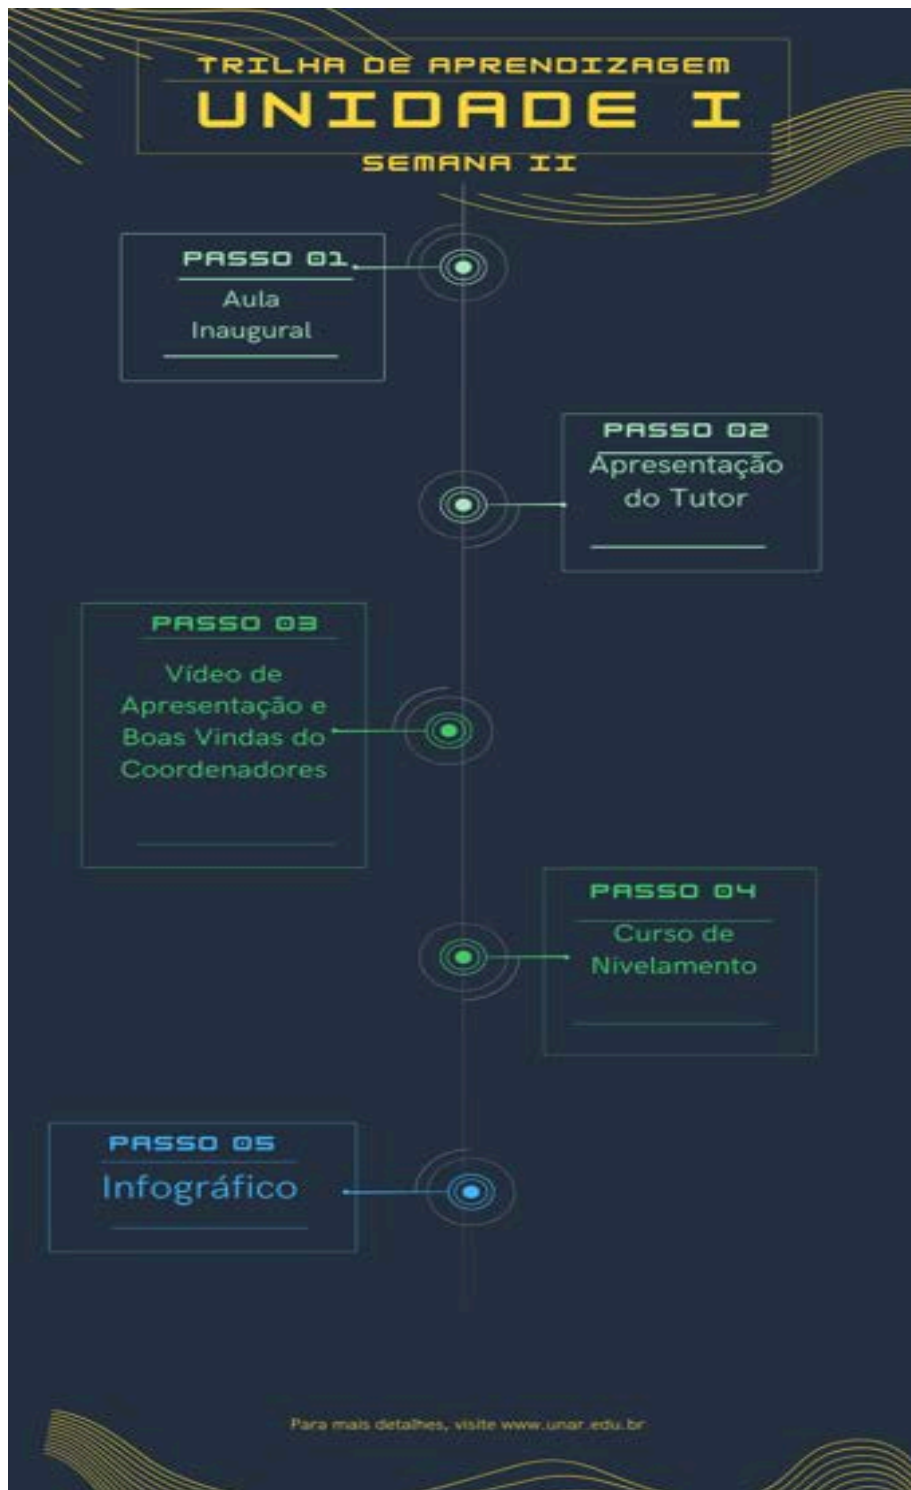 TRILHA DE APRENDIZAGEM
UNIDADE I
SEMANA II
PASSO 01
Aula
Inaugural
PASSO 02
Apresentação
do Tutor
PASSO 03
Vídeo de
Apresentação e
Boas Vindas do
Coordenadores
PASSO 04
Curso de
Nivelamento
PASSO 05
Infográfico
Para mais detalhes, visite www.unar.edu.br